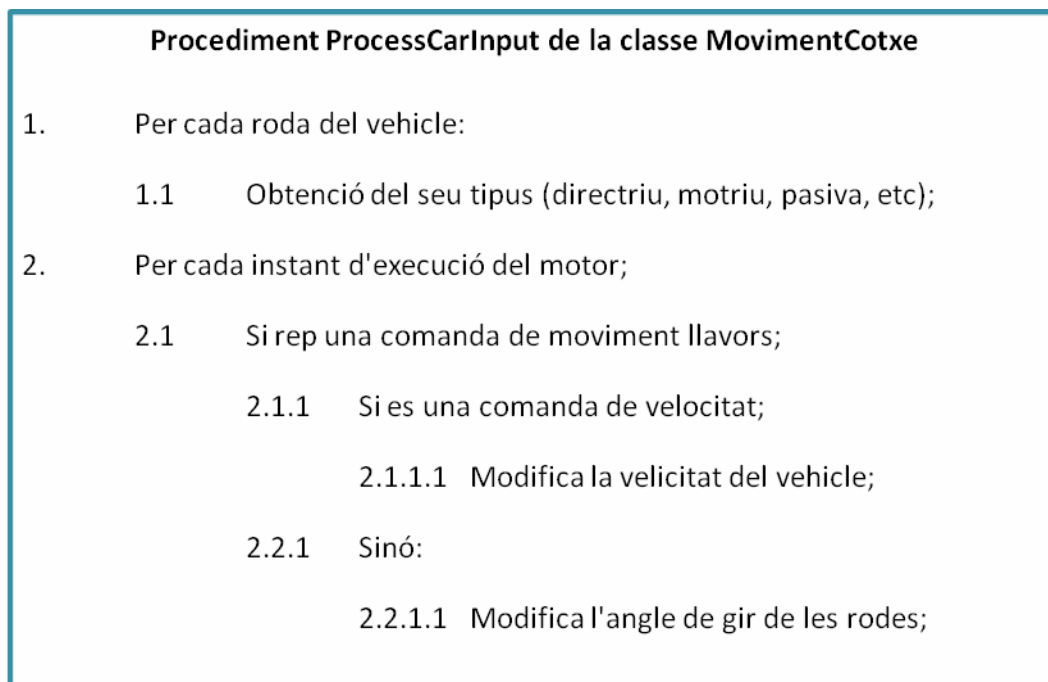 Procediment ProcessCarInput de la classe MovimentCotxe
1. Per cada roda del vehicle:
1.1 Obtenció del seu tipus (directriu, motriu, pasiva, etc);
2. Per cada instant d'execució del motor;
2.1 Si rep una comanda de moviment llavors;
2.1.1 Si es una comanda de velocitat;
2.1.1.1 Modifica la velicitat del vehicle;
2.2.1 Sinó:
2.2.1.1 Modifica l'angle de gir de les rodes;